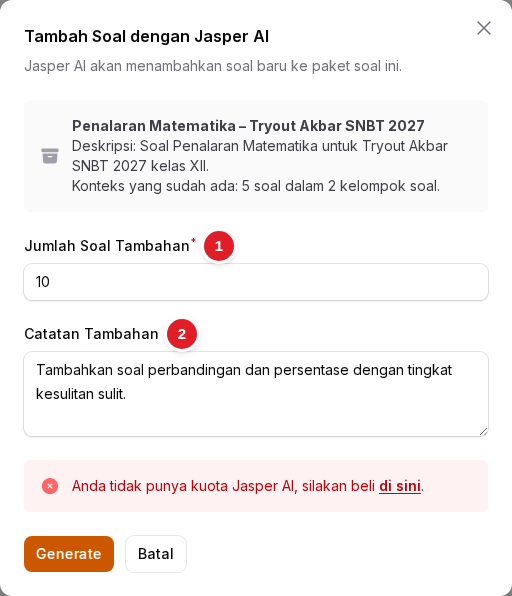 Tambah Soal dengan Jasper AI
Jasper AI akan menambahkan soal baru ke paket soal ini.
Penalaran Matematika – Tryout Akbar SNBT 2027
Deskripsi: Soal Penalaran Matematika untuk Tryout Akbar
SNBT 2027 kelas XII.
Konteks yang sudah ada: 5 soal dalam 2 kelompok soal.
Jumlah Soal Tambahan* 1
10
Catatan Tambahan 2
Tambahkan soal perbandingan dan persentase dengan tingkat
kesulitan sulit.
Anda tidak punya kuota Jasper AI, silakan beli di sini.
Generate Batal